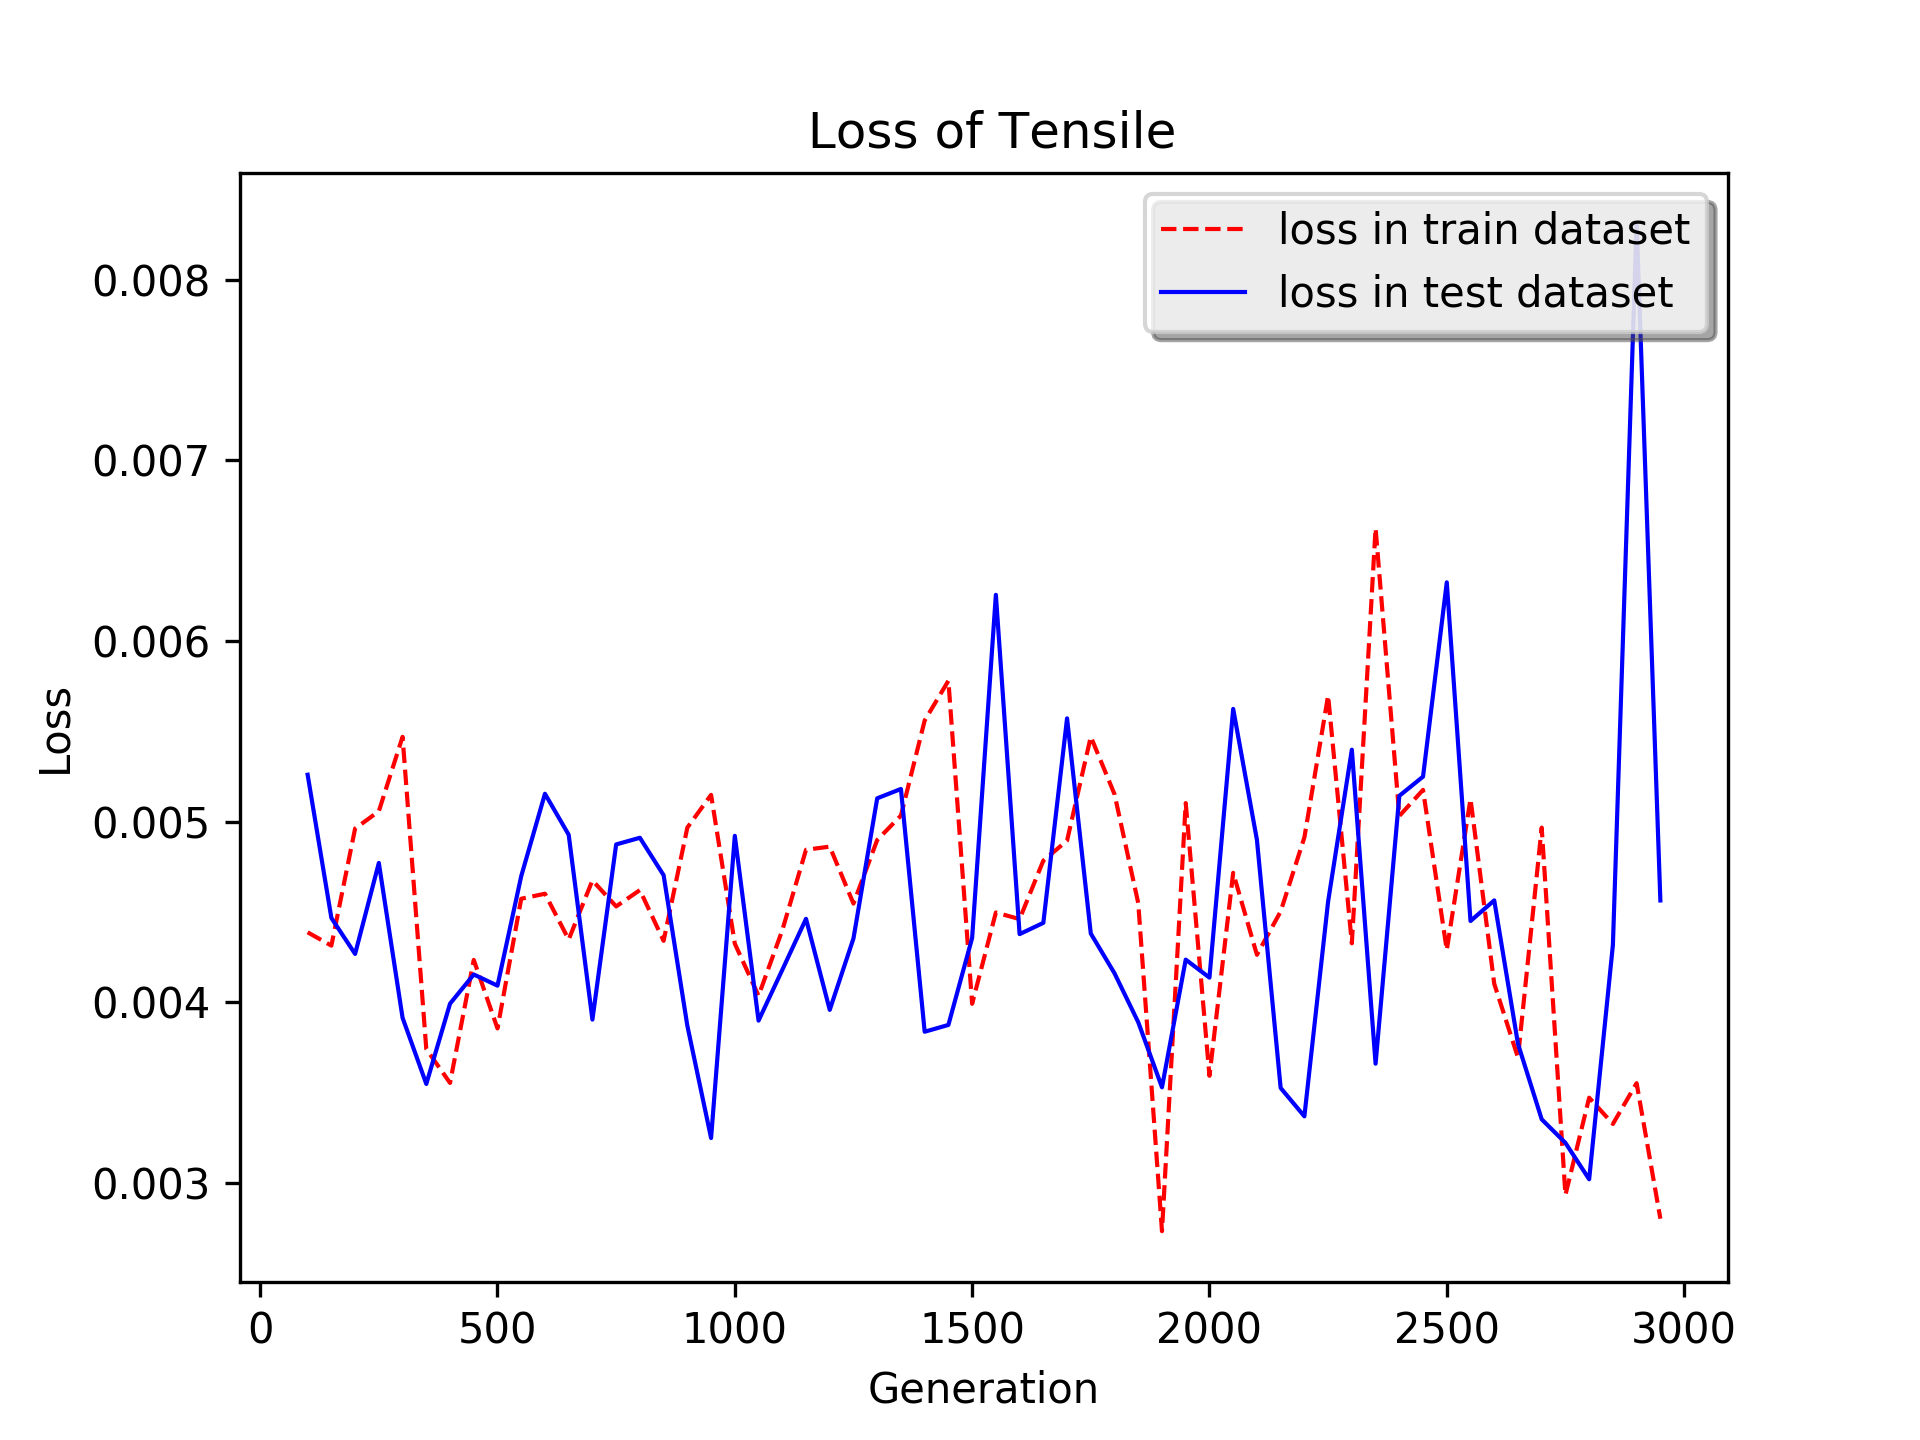 Loss of Tensile
loss in train dataset
loss in test dataset
0.008
0.007
0.006
0.005
0.004
0.003
Loss
0
500
1000
1500
2000
2500
3000
Generation